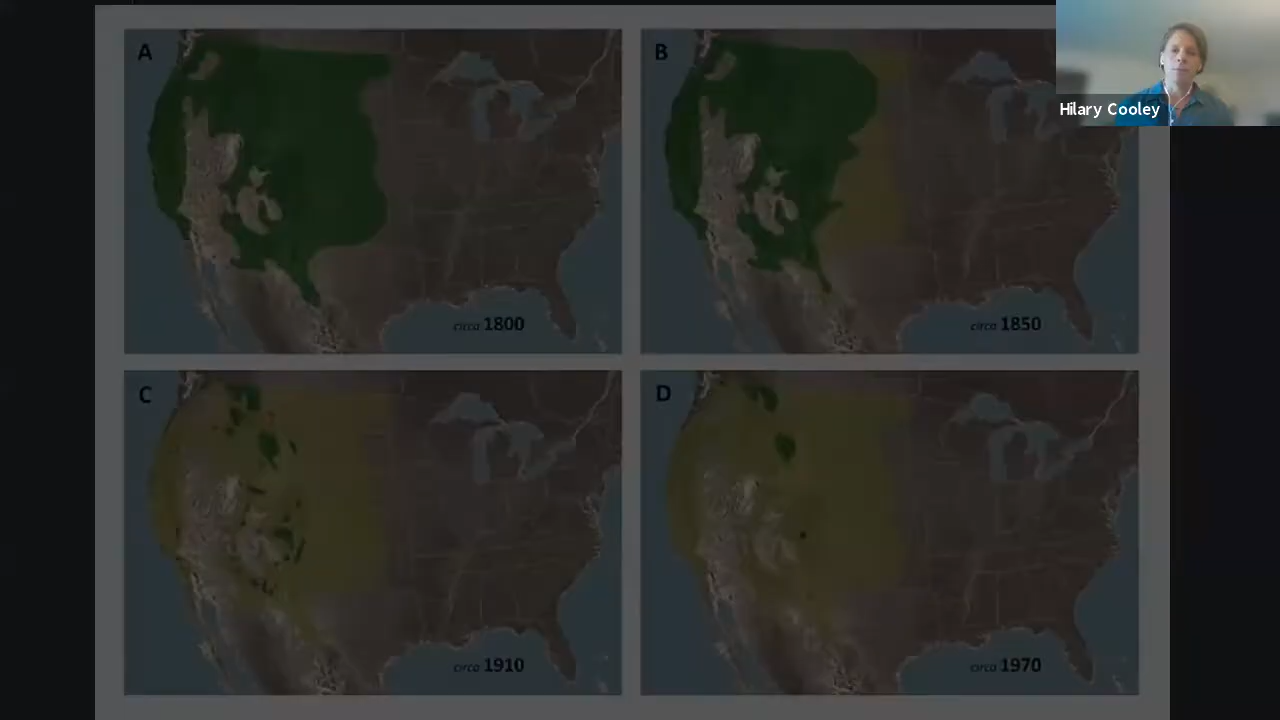 A
B
Hilary Cooley
circa 1800
circa 1850
C
D
circa 1910
circa 1970